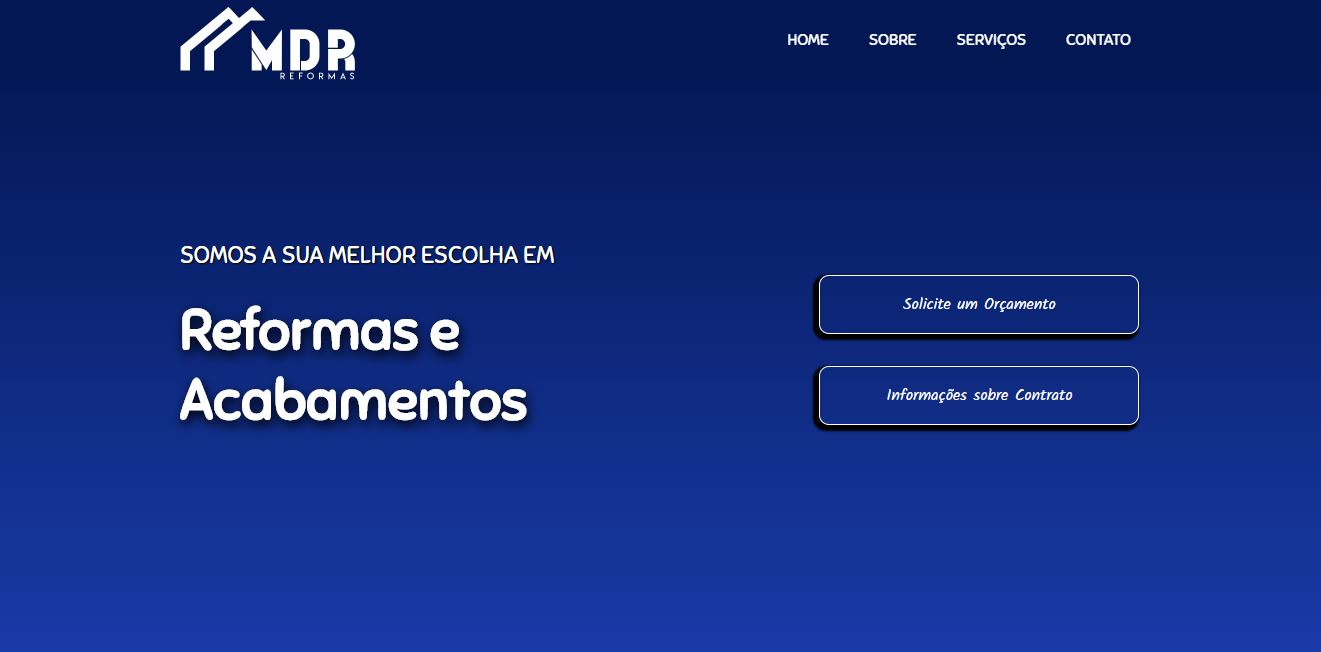 MDR
REFORMAS
HOME SOBRE SERVIÇOS CONTATO
SOMOS A SUA MELHOR ESCOLHA EM
Reformas e
Acabamentos
Solicite um Orçamento
Informações sobre Contrato